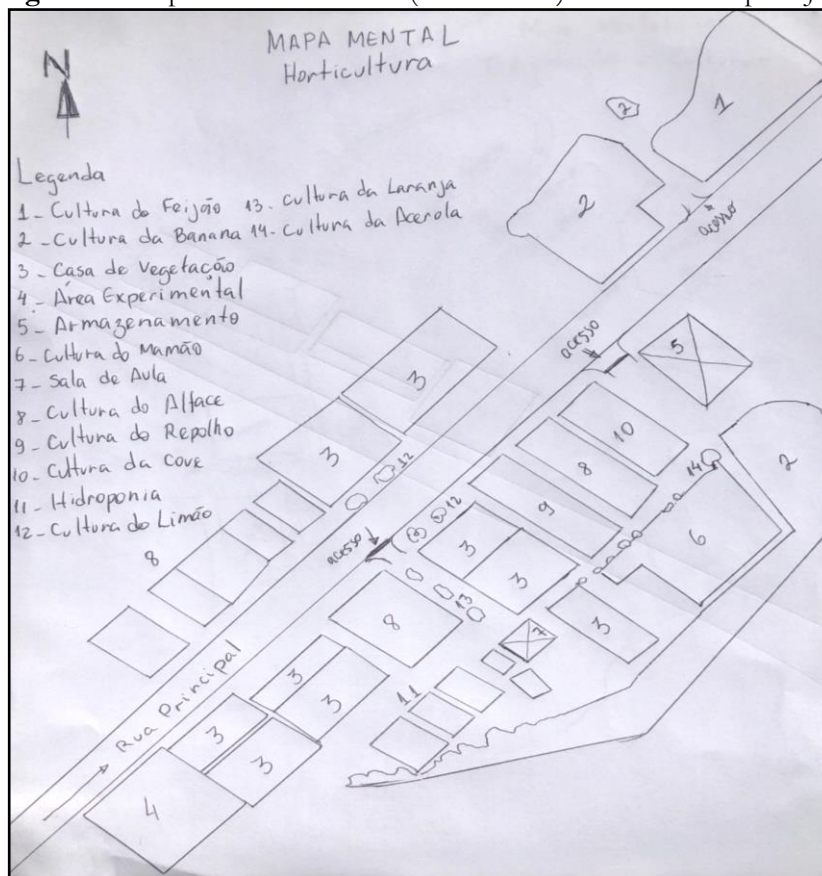 MAPA MENTAL
Horticultura
N
Legenda
1 - Cultura do Feijão
2 - Cultura da Banana
3 - Casa de Vegetação
4 - Área Experimental
5 - Armazenamento
6 - Cultura do Mamão
7 - Sala de Aula
8 - Cultura do Alface
9 - Cultura do Repolho
10 - Cultura da Cove
11 - Hidroponia
12 - Cultura do Limão
13 - Cultura da Laranja
14 - Cultura da Acerola
1
2
2
acesso
acesso
5
3
10
3
12
8
14
2
12
9
6
8
acesso
3
3
13
3
8
7
Rua Principal
3
3
11
3
3
4